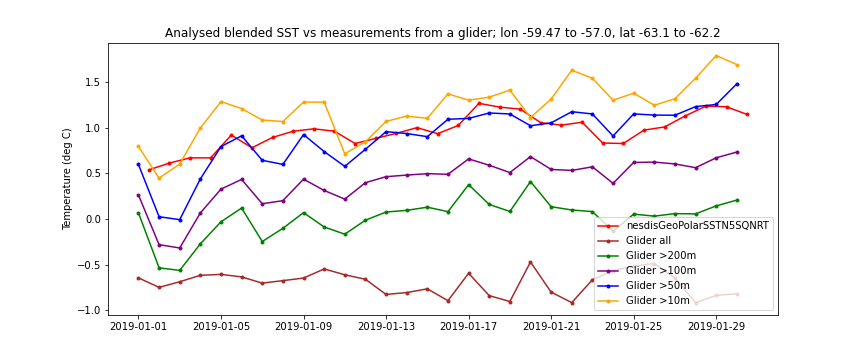 Analysed blended SST vs measurements from a glider; lon -59.47 to -57.0, lat -63.1 to -62.2
Temperature (deg C)
1.5
1.0
0.5
0.0
−0.5
−1.0
nesdisGeoPolarSSTN5SQNRT
Glider all
Glider >200m
Glider >100m
Glider >50m
Glider >10m
2019-01-01 2019-01-05 2019-01-09 2019-01-13 2019-01-17 2019-01-21 2019-01-25 2019-01-29